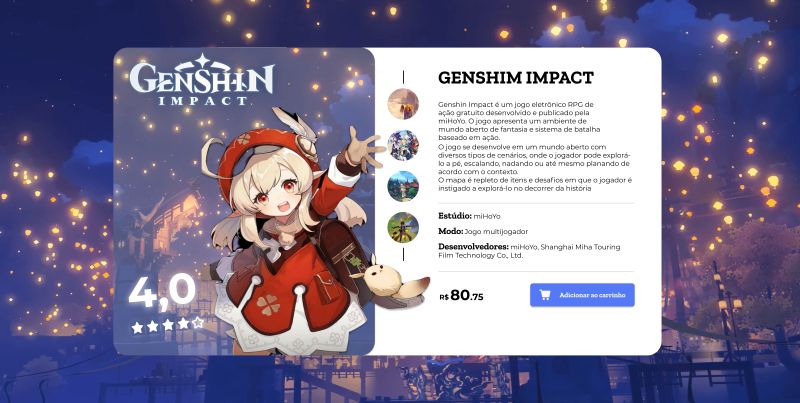 GENSHIN
IMPACT
4,0
GENSHIM IMPACT
Genshin Impact é um jogo eletrônico RPG de
ação gratuito desenvolvido e publicado pela
miHoYo. O jogo apresenta um ambiente de
mundo aberto de fantasia e sistema de batalha
baseado em ação.
O jogo se desenvolve em um mundo aberto com
diversos tipos de cenários, onde o jogador pode explorá-
lo a pé, escalando, nadando ou até mesmo planando de
acordo com o contexto.
O mapa é repleto de itens e desafios em que o jogador é
instigado a explorá-lo no decorrer da história
Estúdio: miHoYo
Modo: Jogo multijogador
Desenvolvedores: miHoYo, Shanghai Miha Touring
Film Technology Co., Ltd.
R$ 80.75
Adicionar ao carrinho